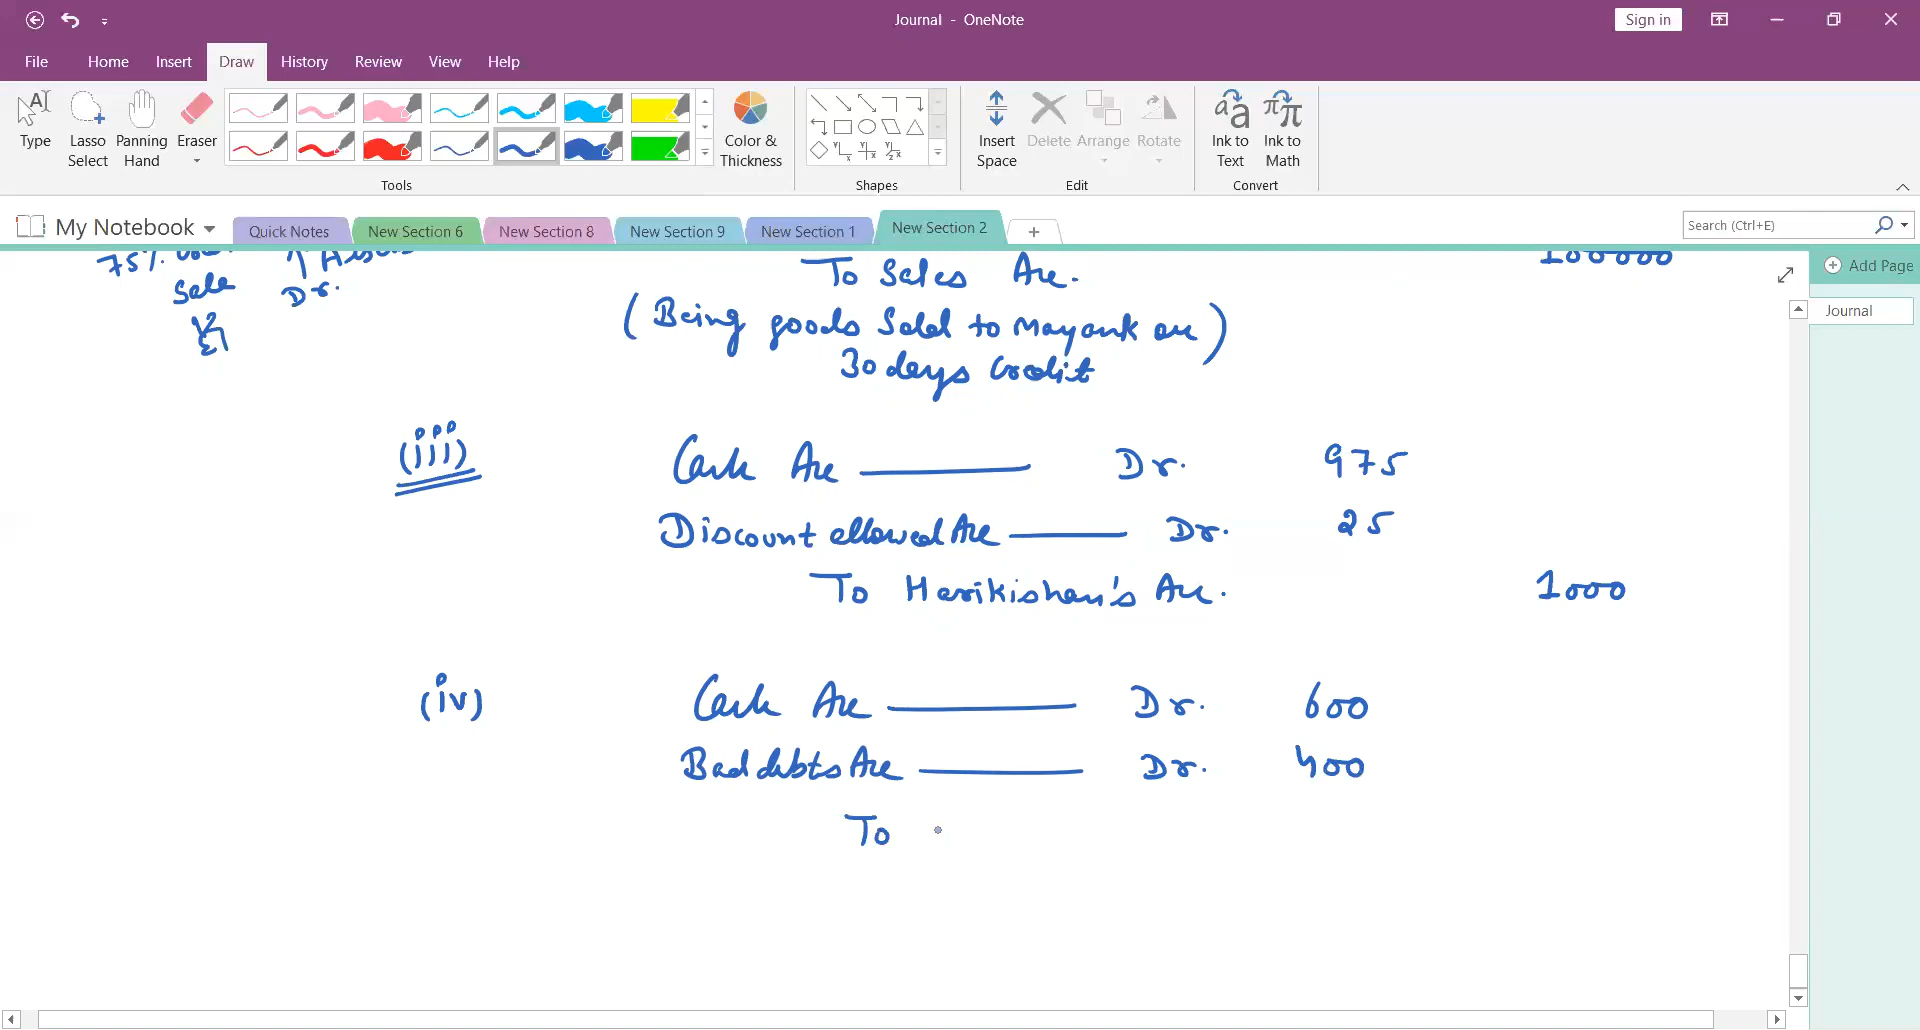 Journal - OneNote
Sign in
File Home Insert Draw History Review View Help
Type
Lasso Select
Panning Hand
Eraser
Color & Thickness
Insert Space
Delete
Arrange
Rotate
Ink to Text
Ink to Math
Tools
Shapes
Edit
Convert
My Notebook
Quick Notes
New Section 6
New Section 8
New Section 9
New Section 1
New Section 2
Search (Ctrl+E)
Add Page
Journal
75%
Sale
Dr.
To Sales A/c.
100000
(Being goods Sold to Mayank on)
30 days Credit
(iii)
Cash A/c Dr. 975
Discount allowed A/c Dr. 25
To Harikishan's A/c. 1000
(iv)
Cash A/c Dr. 600
Bad debts A/c Dr. 400
To